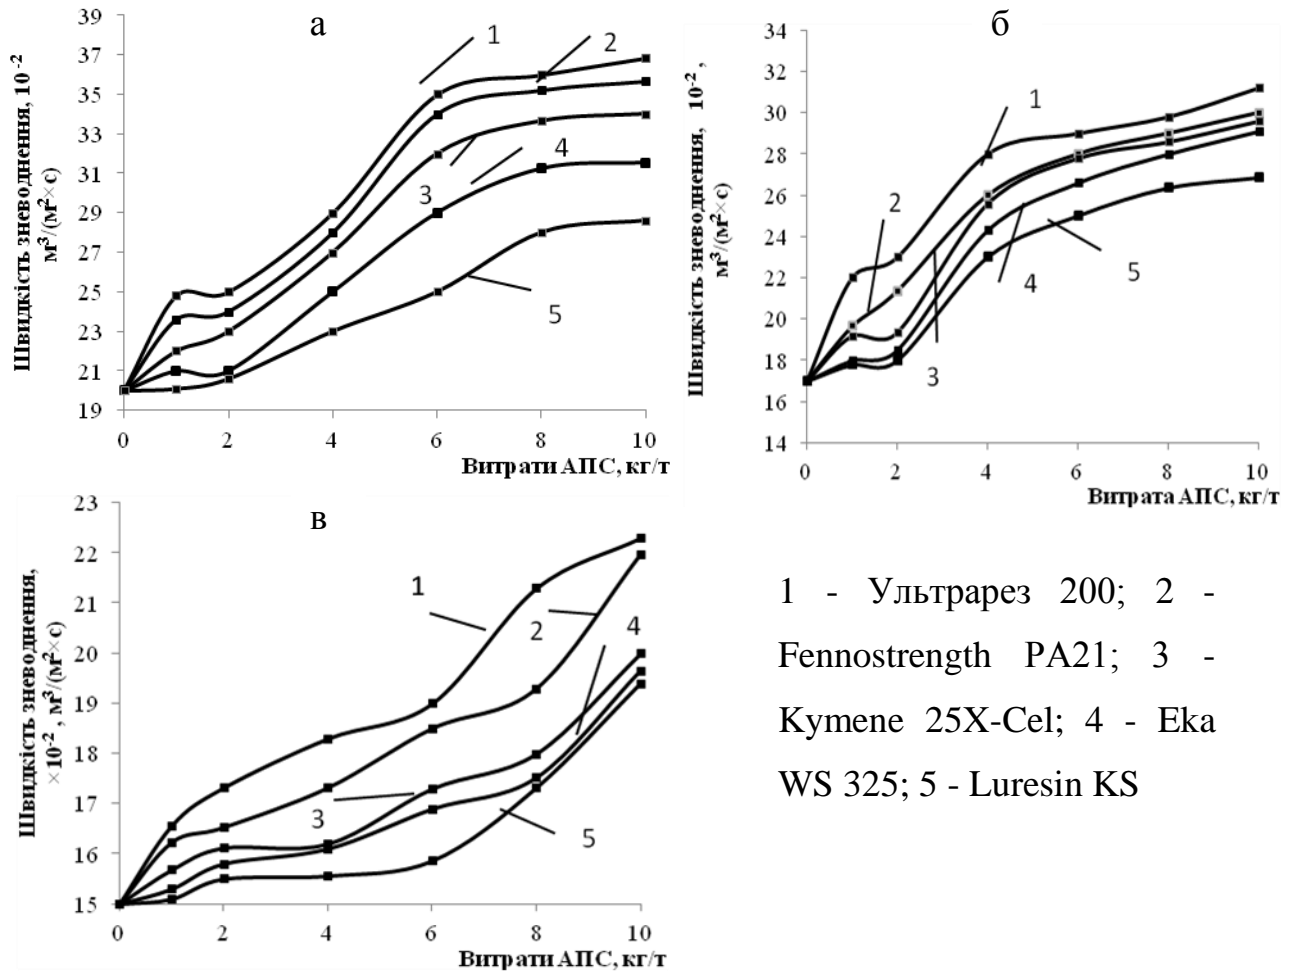 а
Швидкість зневоднення, 10⁻²
м³/(м²×с)
39
37
35
33
31
29
27
25
23
21
19
1
2
3
4
5
0 2 4 6 8 10
Витрати АПС, кг/т
б
Швидкість зневоднення, 10⁻² ,
м³/(м²×с)
34
32
30
28
26
24
22
20
18
16
14
1
2
3
4
5
0 2 4 6 8 10
Витрата АПС, кг/т
в
Швидкість зневоднення,
×10⁻² , м³/(м²×с)
23
22
21
20
19
18
17
16
15
1
2
4
3
5
0 2 4 6 8 10
Витрати АПС, кг/т
1 - Ультрарез 200; 2 -
Fennostrength PA21; 3 -
Kymene 25X-Cel; 4 - Eka
WS 325; 5 - Luresin KS